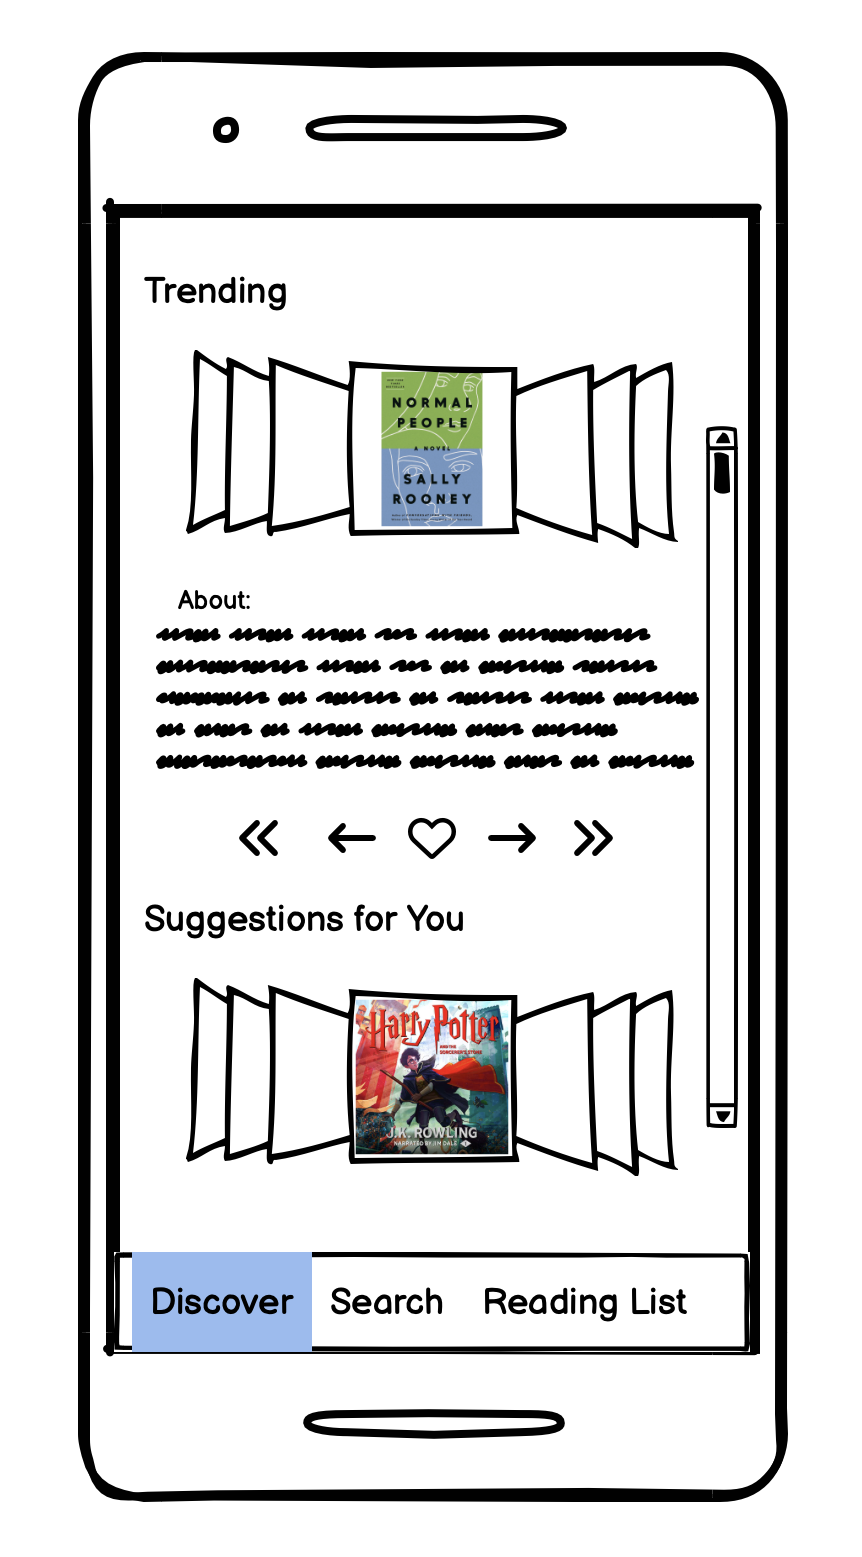 Trending
NORMAL
PEOPLE
A NOVEL
SALLY
ROONEY
About:
Suggestions for You
Harry Potter
AND THE
SORCERER'S STONE
J.K. ROWLING
NARRATED BY JIM DALE
Discover Search Reading List